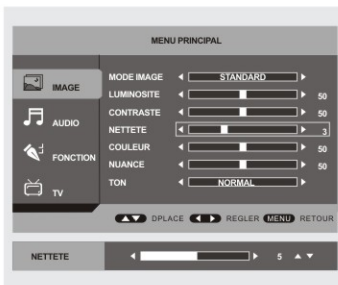 MENU PRINCIPAL
IMAGE
AUDIO
FONCTION
TV
MODE IMAGE STANDARD
LUMINOSITE 50
CONTRASTE 50
NETTETE 3
COULEUR 50
NUANCE 50
TON NORMAL
DPLACE REGLER MENU RETOUR
NETTETE 5